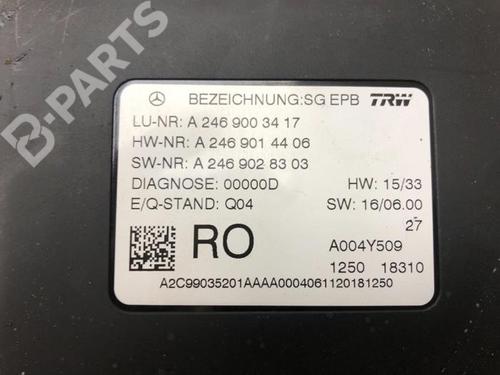 B-PARTS
BEZEICHNUNG:SG EPB TRW
LU-NR: A 246 900 34 17
HW-NR: A 246 901 44 06
SW-NR: A 246 902 83 03
DIAGNOSE: 00000D HW: 15/33
E/Q-STAND: Q04 SW: 16/06.00
27
RO A004Y509
1250 18310
A2C99035201AAAA0004061120181250